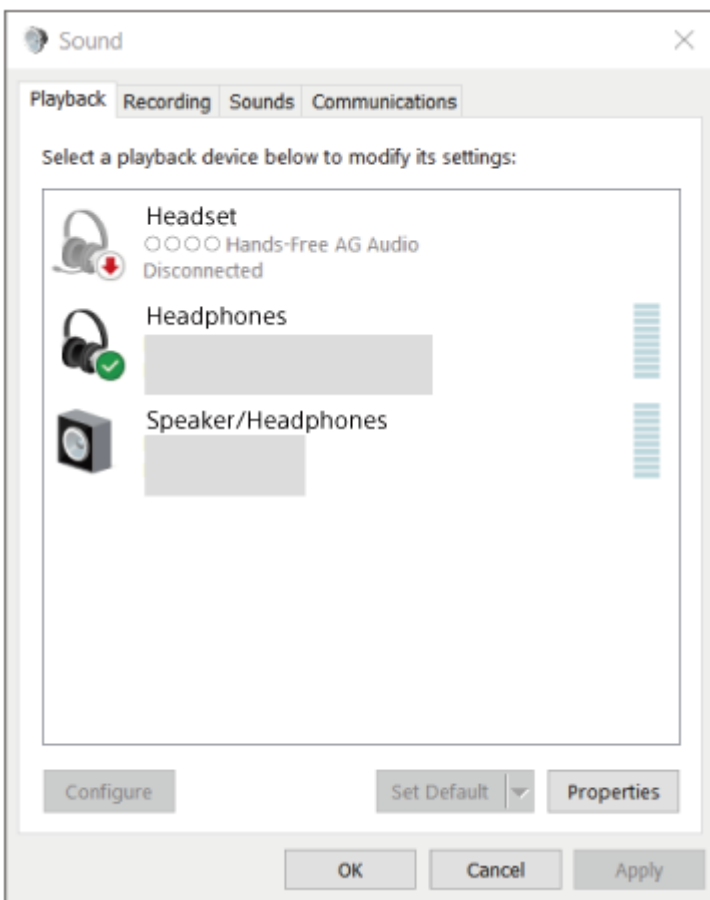 Sound
Playback Recording Sounds Communications
Select a playback device below to modify its settings:
Headset
○○○○ Hands-Free AG Audio
Disconnected
Headphones
Speaker/Headphones
Configure Set Default Properties
OK Cancel Apply